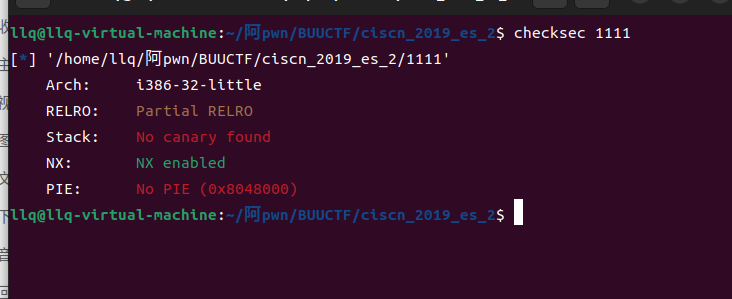 llq@llq-virtual-machine:~/阿pwn/BUUCTF/ciscn_2019_es_2$ checksec 1111
[*] '/home/llq/阿pwn/BUUCTF/ciscn_2019_es_2/1111'
Arch: i386-32-little
RELRO: Partial RELRO
Stack: No canary found
NX: NX enabled
PIE: No PIE (0x8048000)
llq@llq-virtual-machine:~/阿pwn/BUUCTF/ciscn_2019_es_2$